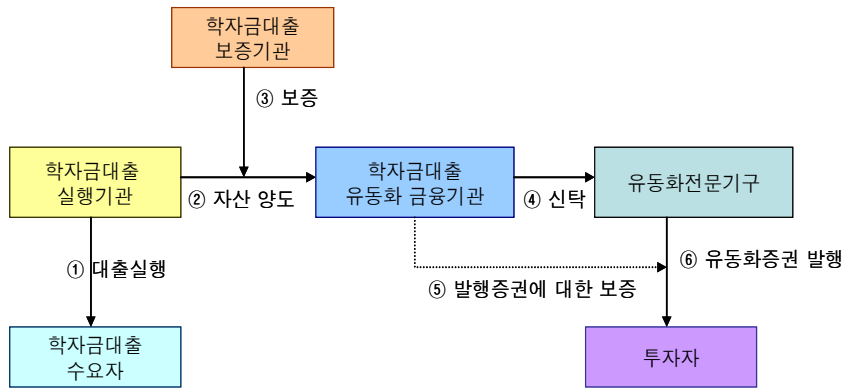 학자금대출
보증기관
③ 보증
학자금대출
실행기관
② 자산 양도
학자금대출
유동화 금융기관
④ 신탁
유동화전문기구
① 대출실행
⑤ 발행증권에 대한 보증
⑥ 유동화증권 발행
학자금대출
수요자
투자자